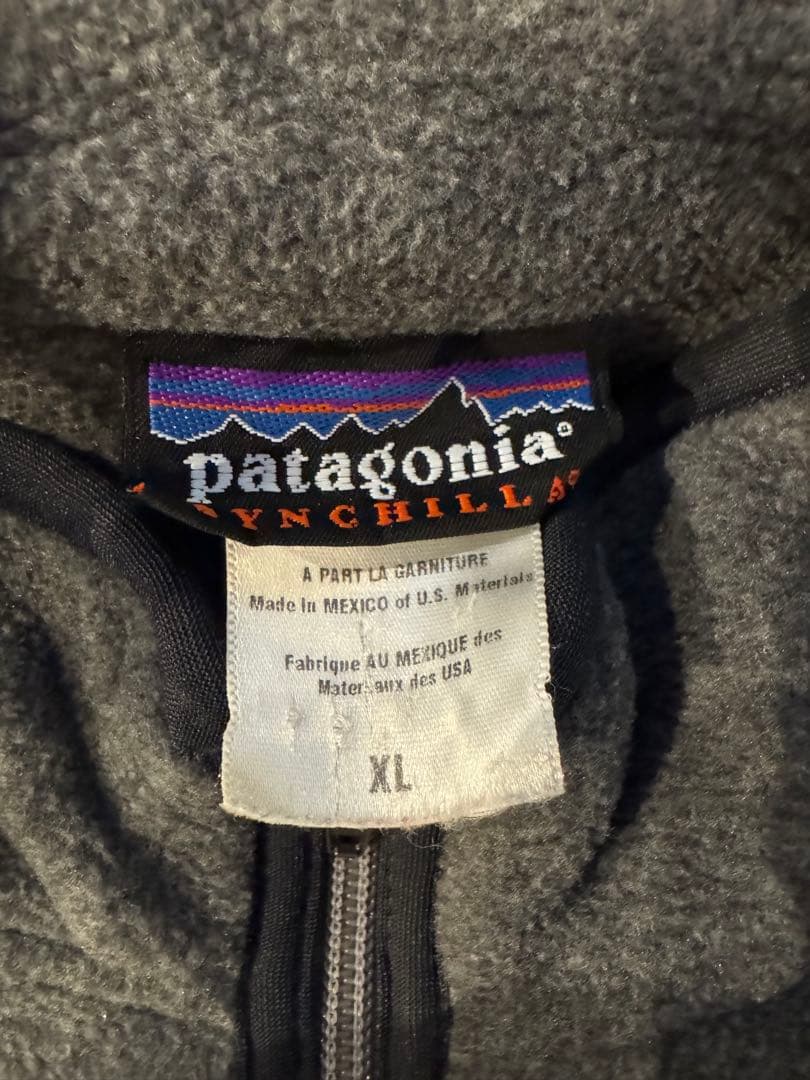 patagonia®
SYNCHILLA®
A PART LA GARNITURE
Made in MEXICO of U.S. Materials
Fabrique AU MEXIQUE des
Materiaux des USA
XL